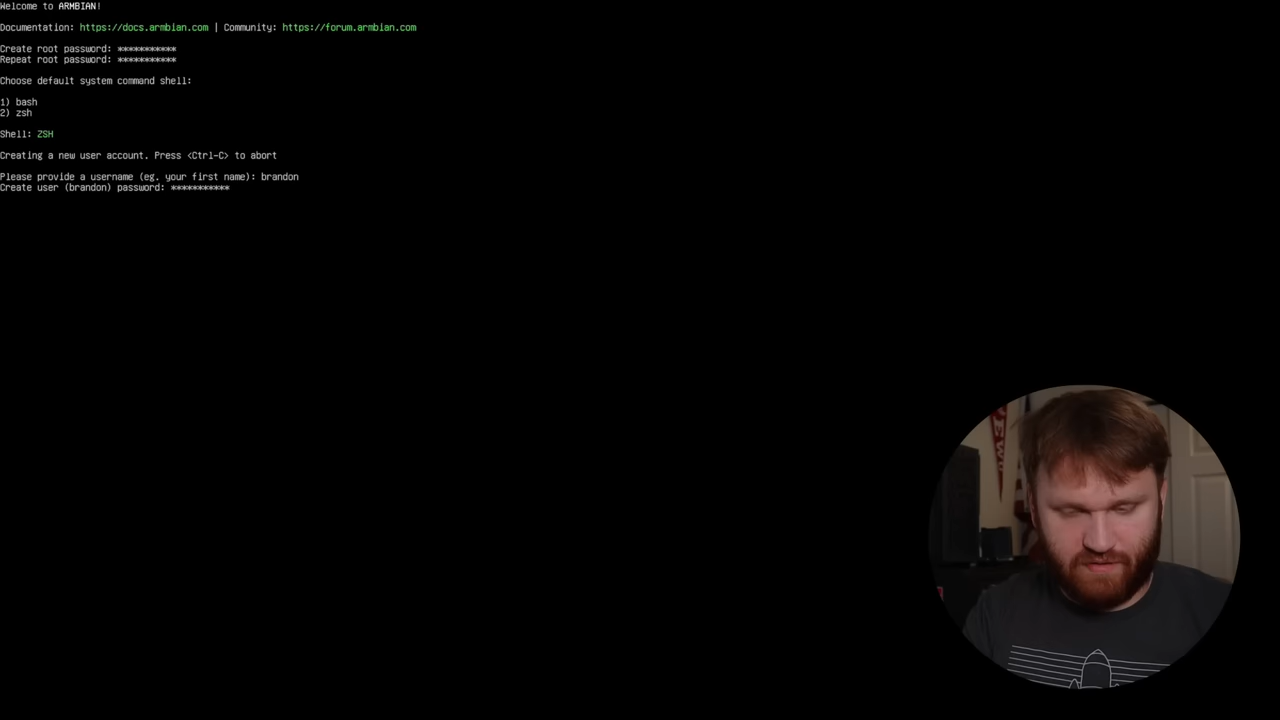 Welcome to ARMBIAN!
Documentation: https://docs.armbian.com | Community: https://forum.armbian.com
Create root password: ***********
Repeat root password: ***********
Choose default system command shell:
1) bash
2) zsh
Shell: ZSH
Creating a new user account. Press <Ctrl-C> to abort
Please provide a username (eg. your first name): brandon
Create user (brandon) password: ***********